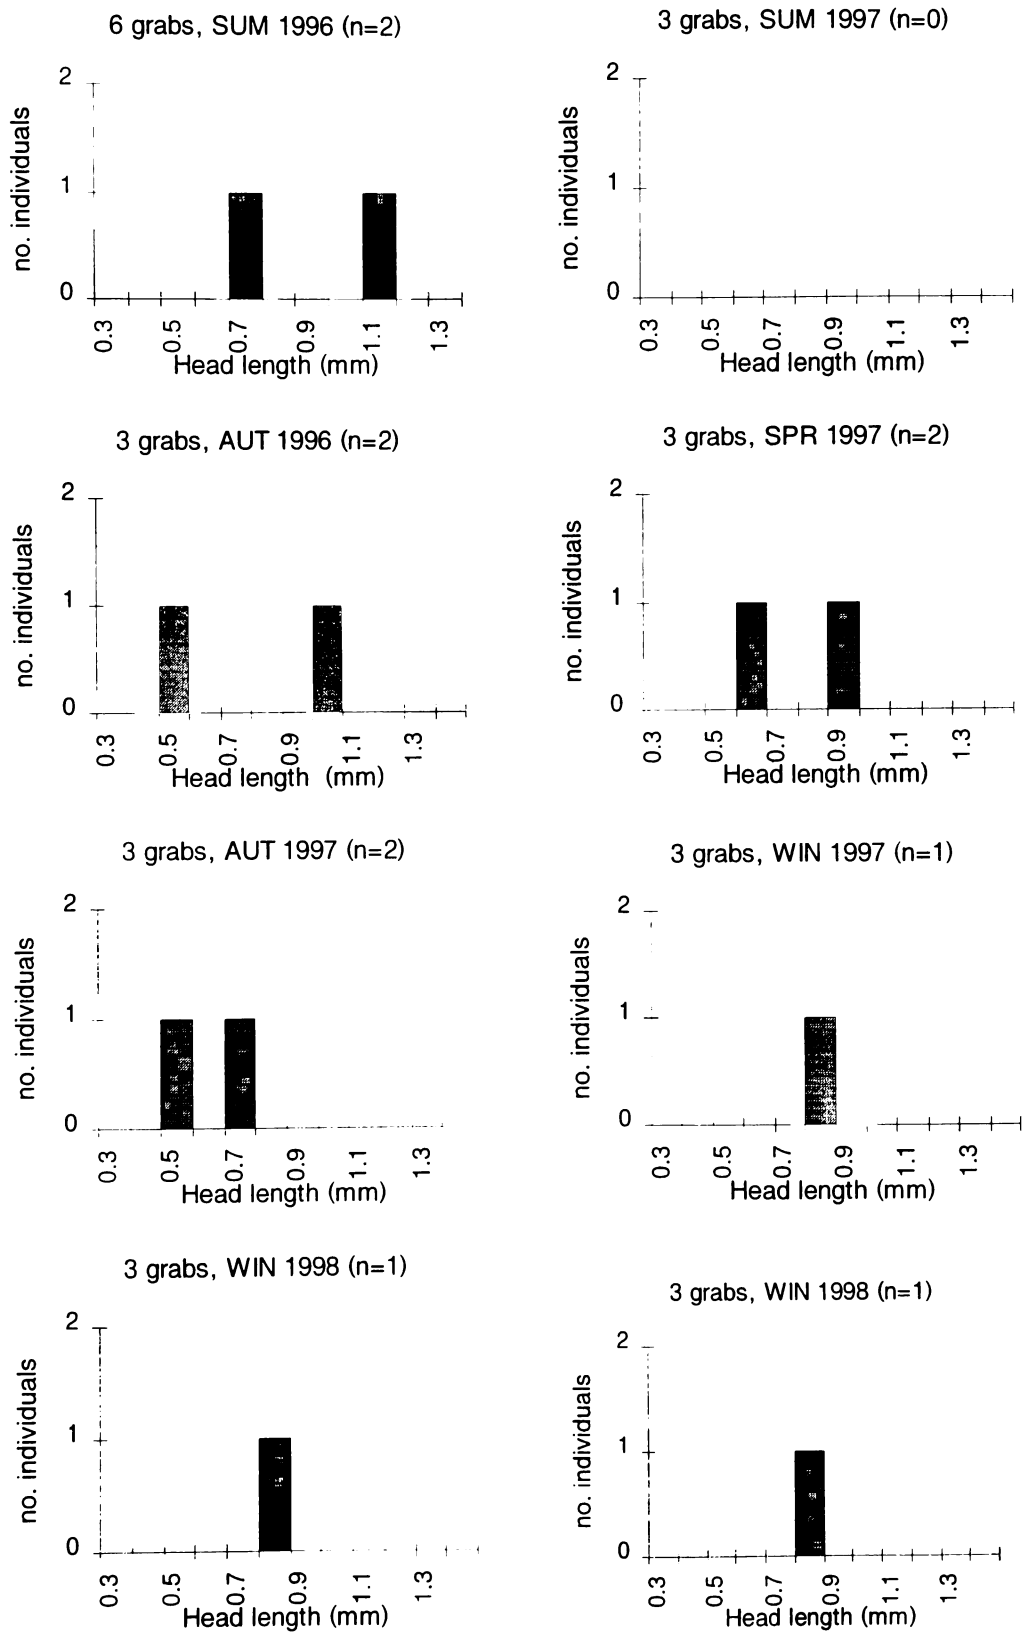 6 grabs, SUM 1996 (n=2)
no. individuals
2
1
0
0.3 0.5 0.7 0.9 1.1 1.3
Head length (mm)
3 grabs, SUM 1997 (n=0)
no. individuals
2
1
0
0.3 0.5 0.7 0.9 1.1 1.3
Head length (mm)
3 grabs, AUT 1996 (n=2)
no. individuals
2
1
0
0.3 0.5 0.7 0.9 1.1 1.3
Head length (mm)
3 grabs, SPR 1997 (n=2)
no. individuals
2
1
0
0.3 0.5 0.7 0.9 1.1 1.3
Head length (mm)
3 grabs, AUT 1997 (n=2)
no. individuals
2
1
0
0.3 0.5 0.7 0.9 1.1 1.3
Head length (mm)
3 grabs, WIN 1997 (n=1)
no. individuals
2
1
0
0.3 0.5 0.7 0.9 1.1 1.3
Head length (mm)
3 grabs, WIN 1998 (n=1)
no. individuals
2
1
0
0.3 0.5 0.7 0.9 1.1 1.3
Head length (mm)
3 grabs, WIN 1998 (n=1)
no. individuals
2
1
0
0.3 0.5 0.7 0.9 1.1 1.3
Head length (mm)